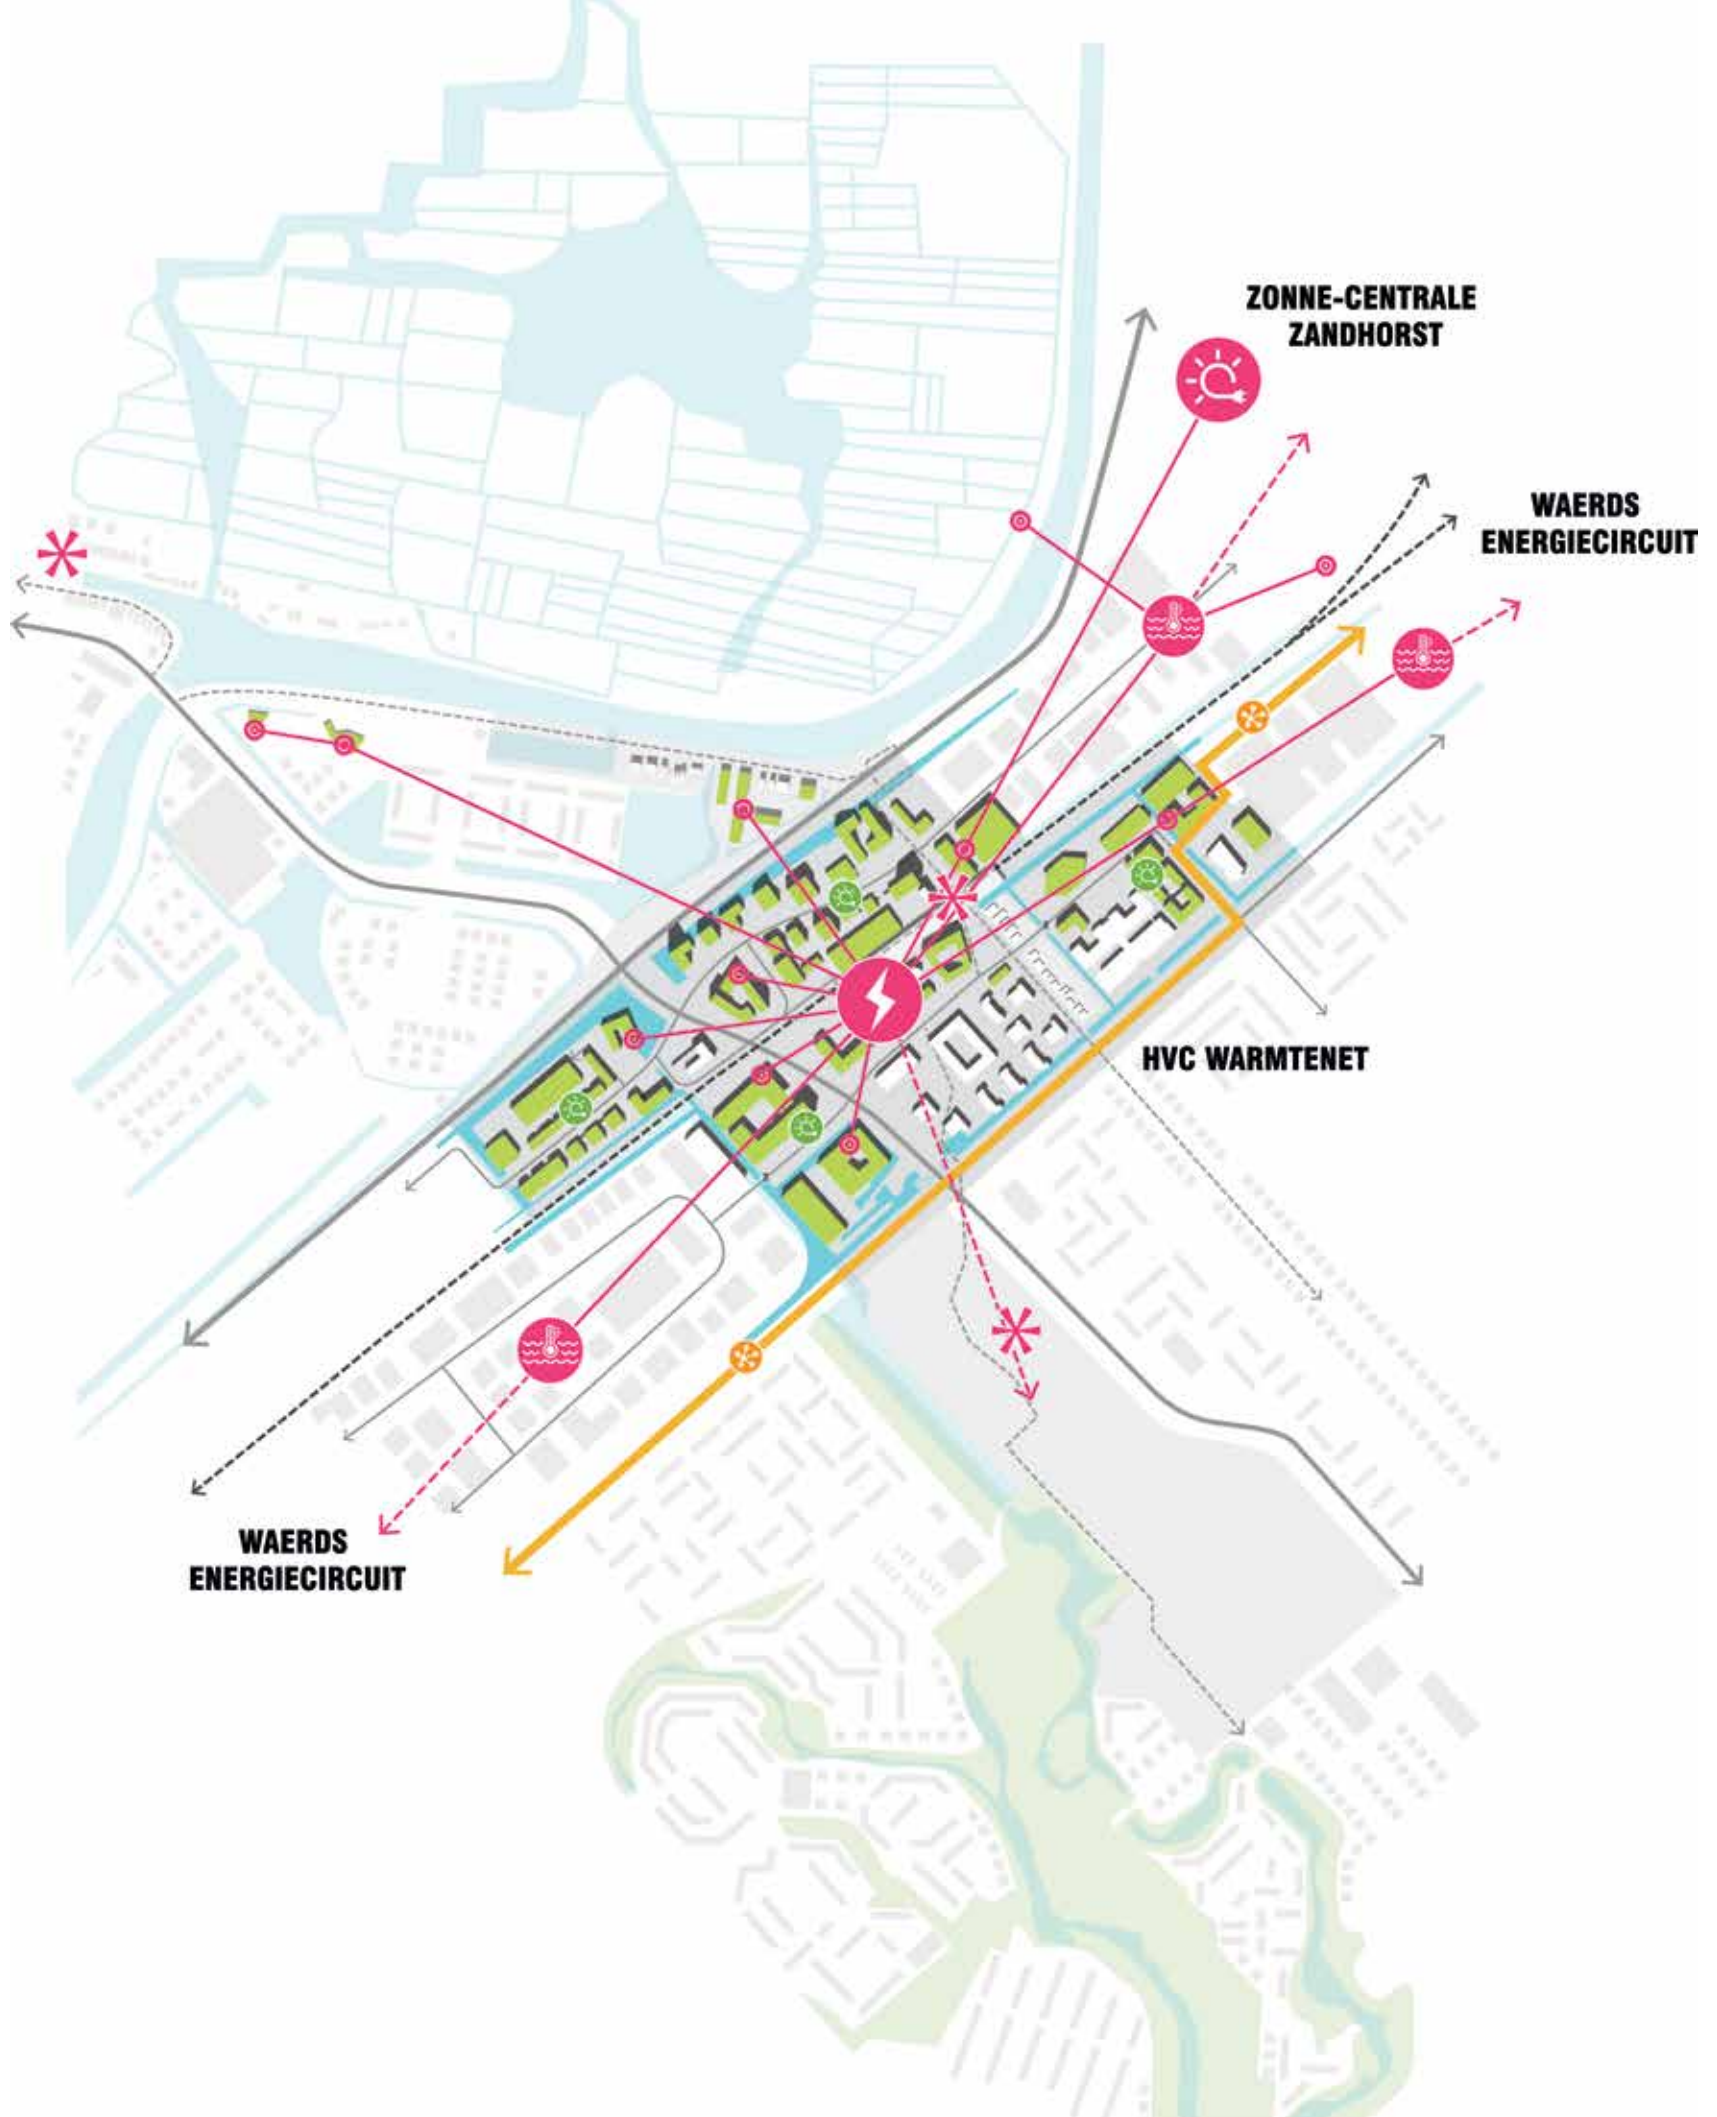 ZONNE-CENTRALE
ZANDHORST
WAERDS
ENERGIECIRCUIT
HVC WARMTENET
WAERDS
ENERGIECIRCUIT